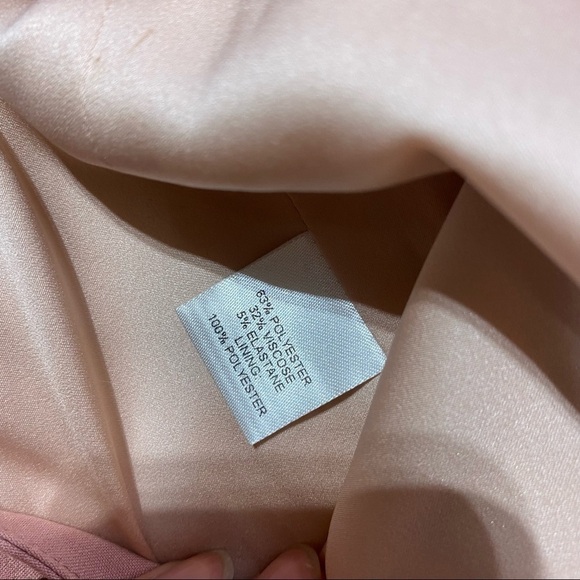 63% POLYESTER
32% VISCOSE
5% ELASTANE
LINING:
100% POLYESTER